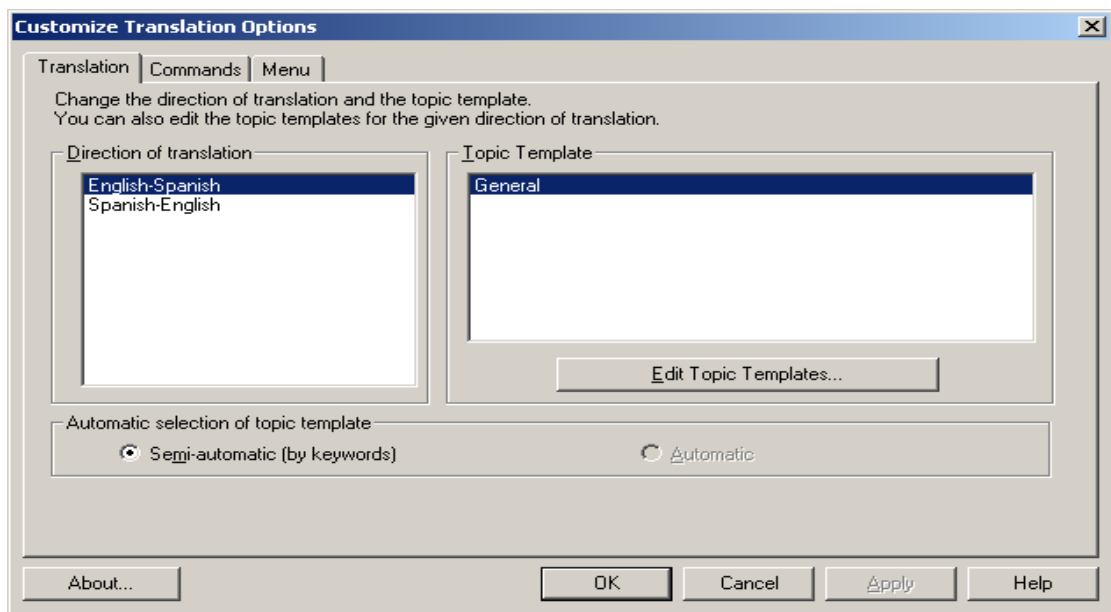 Customize Translation Options
Translation Commands Menu
Change the direction of translation and the topic template.
You can also edit the topic templates for the given direction of translation.
Direction of translation Topic Template
English-Spanish General
Spanish-English
Edit Topic Templates...
Automatic selection of topic template
Semi-automatic (by keywords) Automatic
About... OK Cancel Apply Help